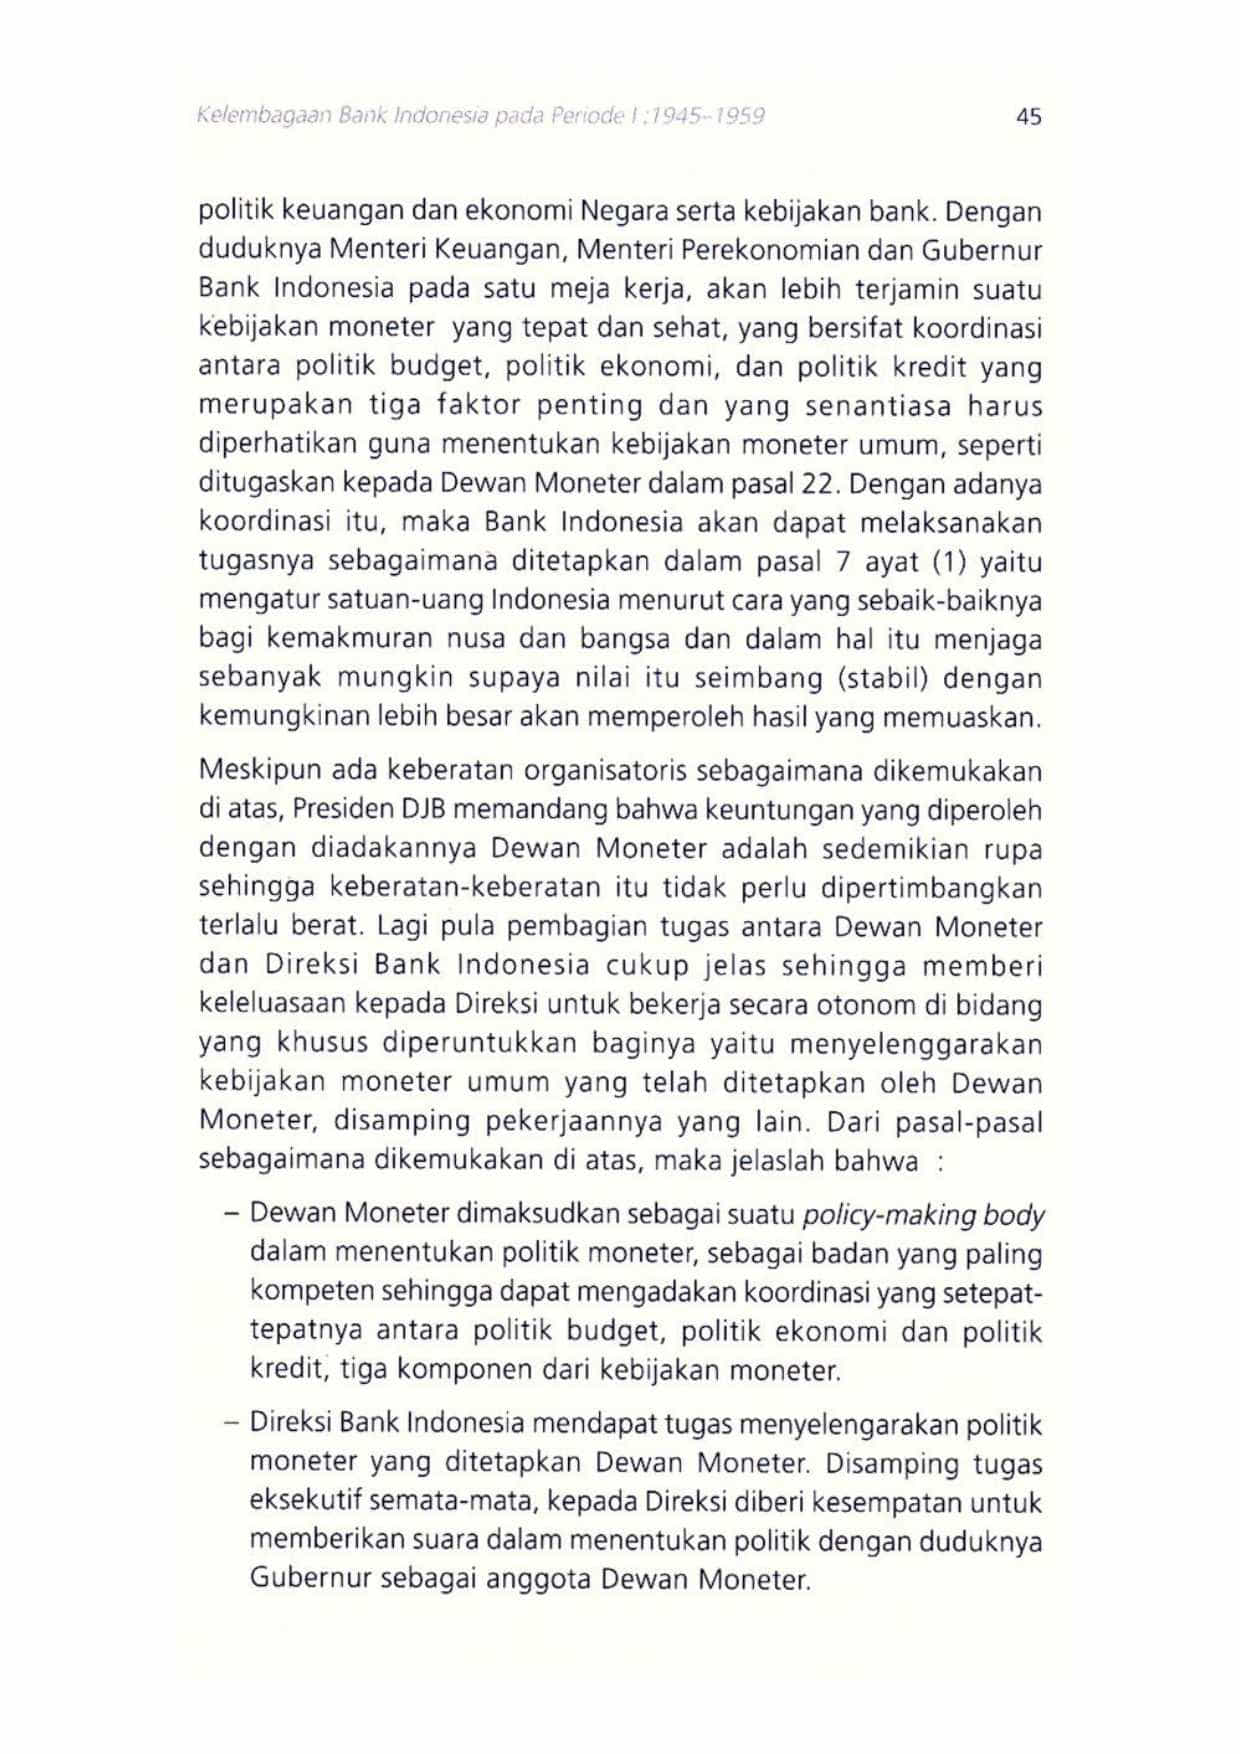 Kelembagaan Bank Indonesia pada Periode I : 1945–1959 45
politik keuangan dan ekonomi Negara serta kebijakan bank. Dengan
duduknya Menteri Keuangan, Menteri Perekonomian dan Gubernur
Bank Indonesia pada satu meja kerja, akan lebih terjamin suatu
kebijakan moneter yang tepat dan sehat, yang bersifat koordinasi
antara politik budget, politik ekonomi, dan politik kredit yang
merupakan tiga faktor penting dan yang senantiasa harus
diperhatikan guna menentukan kebijakan moneter umum, seperti
ditugaskan kepada Dewan Moneter dalam pasal 22. Dengan adanya
koordinasi itu, maka Bank Indonesia akan dapat melaksanakan
tugasnya sebagaimana ditetapkan dalam pasal 7 ayat (1) yaitu
mengatur satuan-uang Indonesia menurut cara yang sebaik-baiknya
bagi kemakmuran nusa dan bangsa dan dalam hal itu menjaga
sebanyak mungkin supaya nilai itu seimbang (stabil) dengan
kemungkinan lebih besar akan memperoleh hasil yang memuaskan.
Meskipun ada keberatan organisatoris sebagaimana dikemukakan
di atas, Presiden DJB memandang bahwa keuntungan yang diperoleh
dengan diadakannya Dewan Moneter adalah sedemikian rupa
sehingga keberatan-keberatan itu tidak perlu dipertimbangkan
terlalu berat. Lagi pula pembagian tugas antara Dewan Moneter
dan Direksi Bank Indonesia cukup jelas sehingga memberi
keleluasaan kepada Direksi untuk bekerja secara otonom di bidang
yang khusus diperuntukkan baginya yaitu menyelenggarakan
kebijakan moneter umum yang telah ditetapkan oleh Dewan
Moneter, disamping pekerjaannya yang lain. Dari pasal-pasal
sebagaimana dikemukakan di atas, maka jelaslah bahwa :
– Dewan Moneter dimaksudkan sebagai suatu policy-making body
dalam menentukan politik moneter, sebagai badan yang paling
kompeten sehingga dapat mengadakan koordinasi yang setepat-
tepatnya antara politik budget, politik ekonomi dan politik
kredit, tiga komponen dari kebijakan moneter.
– Direksi Bank Indonesia mendapat tugas menyelengarakan politik
moneter yang ditetapkan Dewan Moneter. Disamping tugas
eksekutif semata-mata, kepada Direksi diberi kesempatan untuk
memberikan suara dalam menentukan politik dengan duduknya
Gubernur sebagai anggota Dewan Moneter.